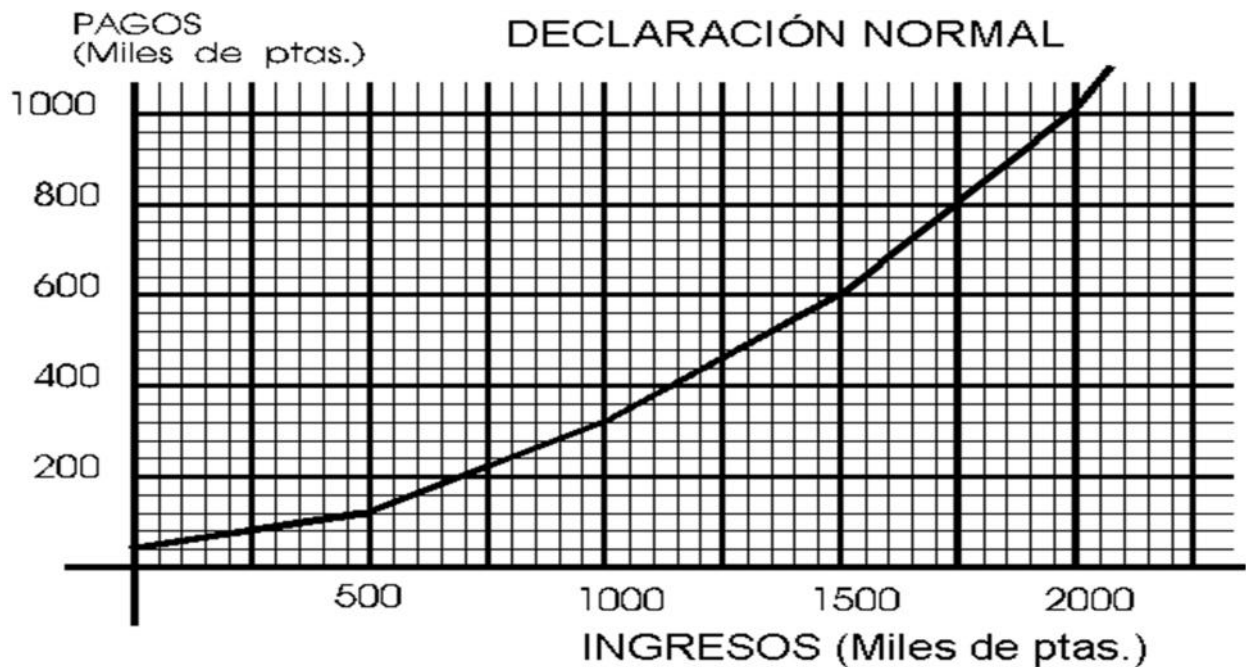 PAGOS
(Miles de ptas.)
DECLARACIÓN NORMAL
1000
800
600
400
200
500 1000 1500 2000
INGRESOS (Miles de ptas.)